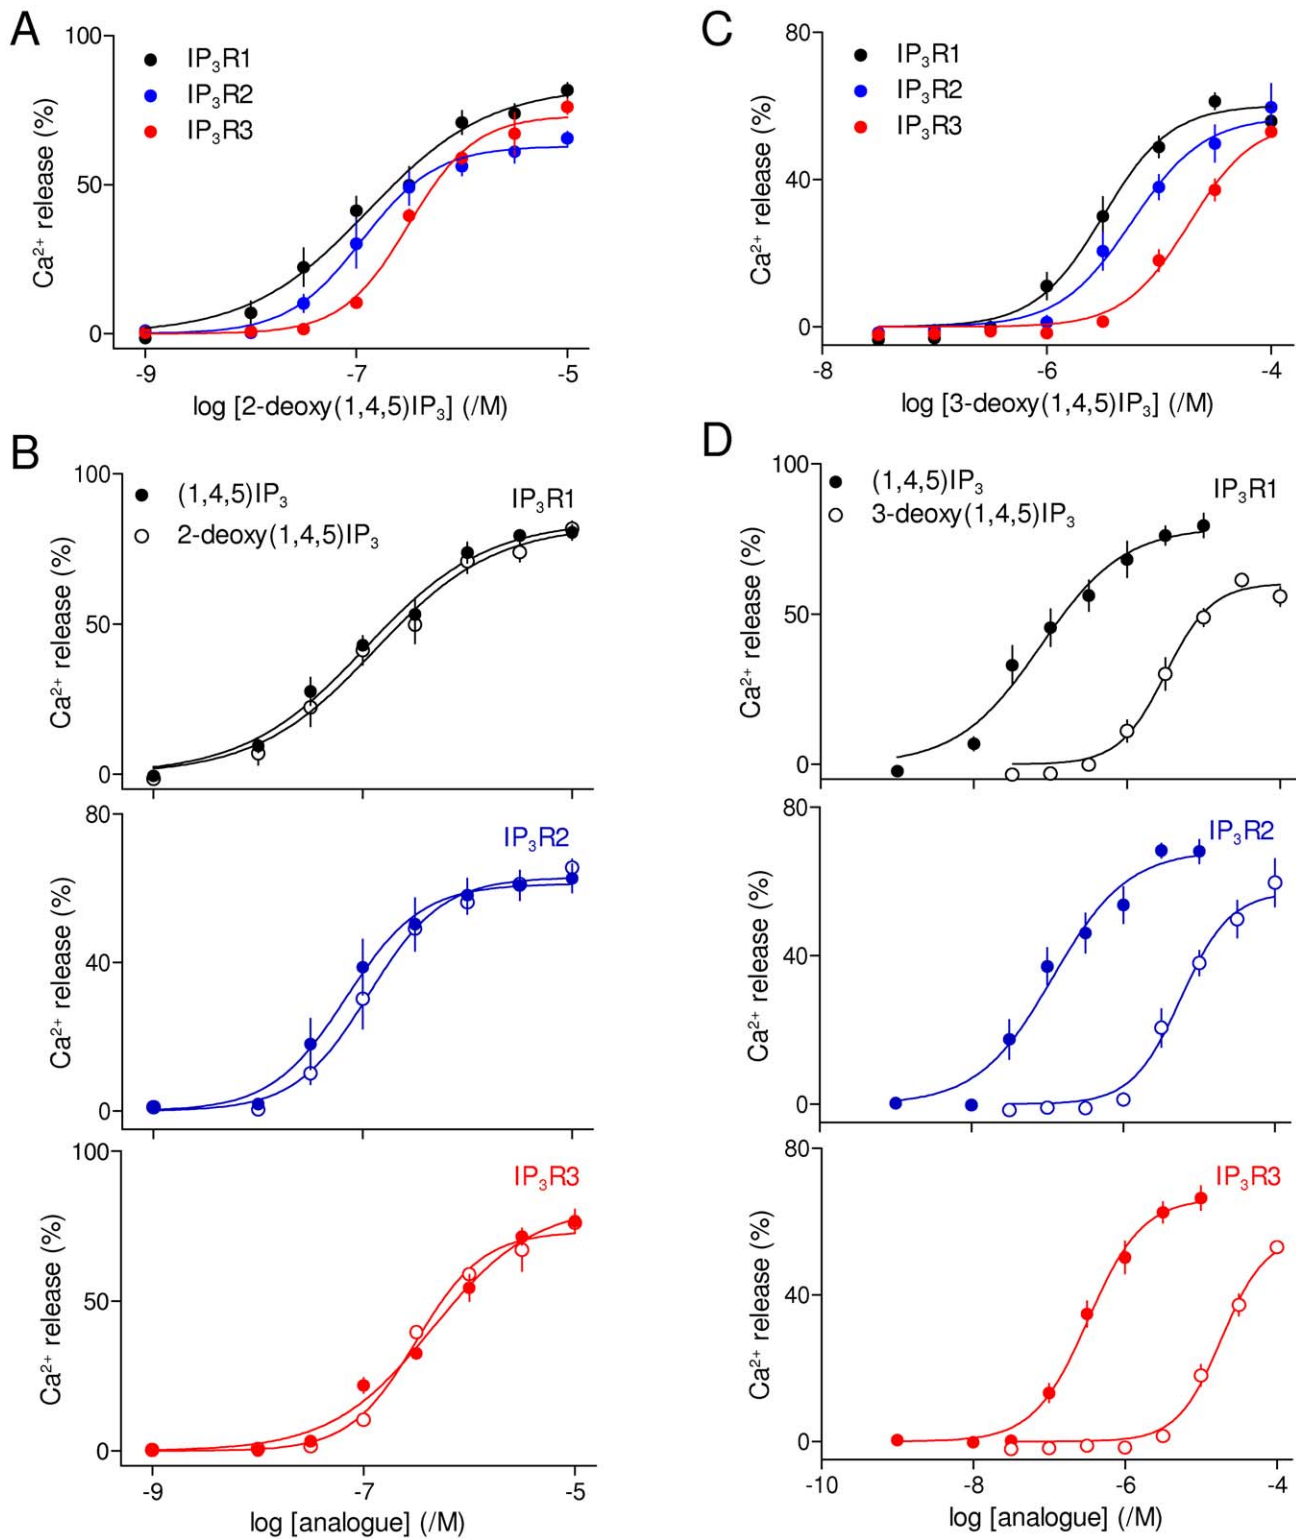 A
100
50
0
Ca²⁺ release (%)
IP₃R1
IP₃R2
IP₃R3
-9
-7
-5
log [2-deoxy(1,4,5)IP₃] (/M)
C
80
40
0
Ca²⁺ release (%)
IP₃R1
IP₃R2
IP₃R3
-8
-6
-4
log [3-deoxy(1,4,5)IP₃] (/M)
B
100
50
0
Ca²⁺ release (%)
(1,4,5)IP₃
2-deoxy(1,4,5)IP₃
IP₃R1
80
40
0
Ca²⁺ release (%)
IP₃R2
100
50
0
Ca²⁺ release (%)
IP₃R3
-9
-7
-5
log [analogue] (/M)
D
100
50
0
Ca²⁺ release (%)
(1,4,5)IP₃
3-deoxy(1,4,5)IP₃
IP₃R1
80
40
0
Ca²⁺ release (%)
IP₃R2
80
40
0
Ca²⁺ release (%)
IP₃R3
-10
-8
-6
-4
log [analogue] (/M)